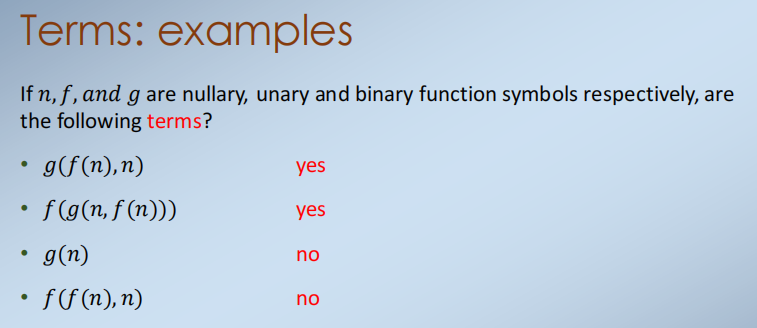 Terms: examples
If n, f, and g are nullary, unary and binary function symbols respectively, are
the following terms?
• g(f(n), n) yes
• f(g(n, f(n))) yes
• g(n) no
• f(f(n), n) no